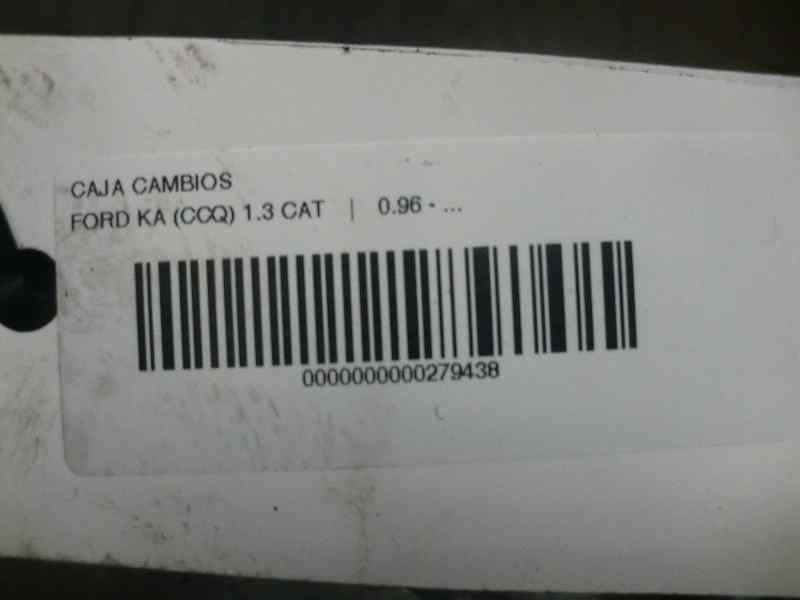 CAJA CAMBIOS
FORD KA (CCQ) 1.3 CAT | 0.96 - ...
0000000000279438